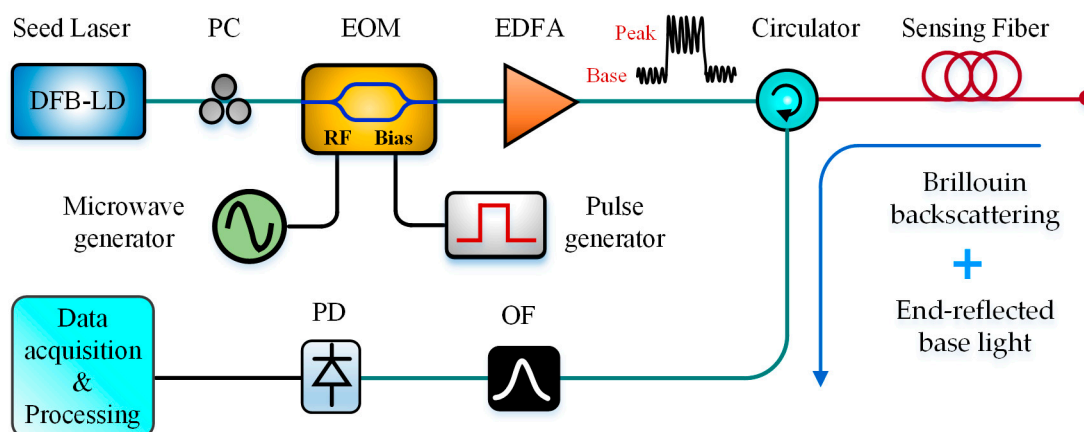 Seed Laser
PC
EOM
EDFA
Peak
Base
Circulator
Sensing Fiber
DFB-LD
RF
Bias
Microwave
generator
Pulse
generator
Brillouin
backscattering
+
End-reflected
base light
Data
acquisition
&
Processing
PD
OF